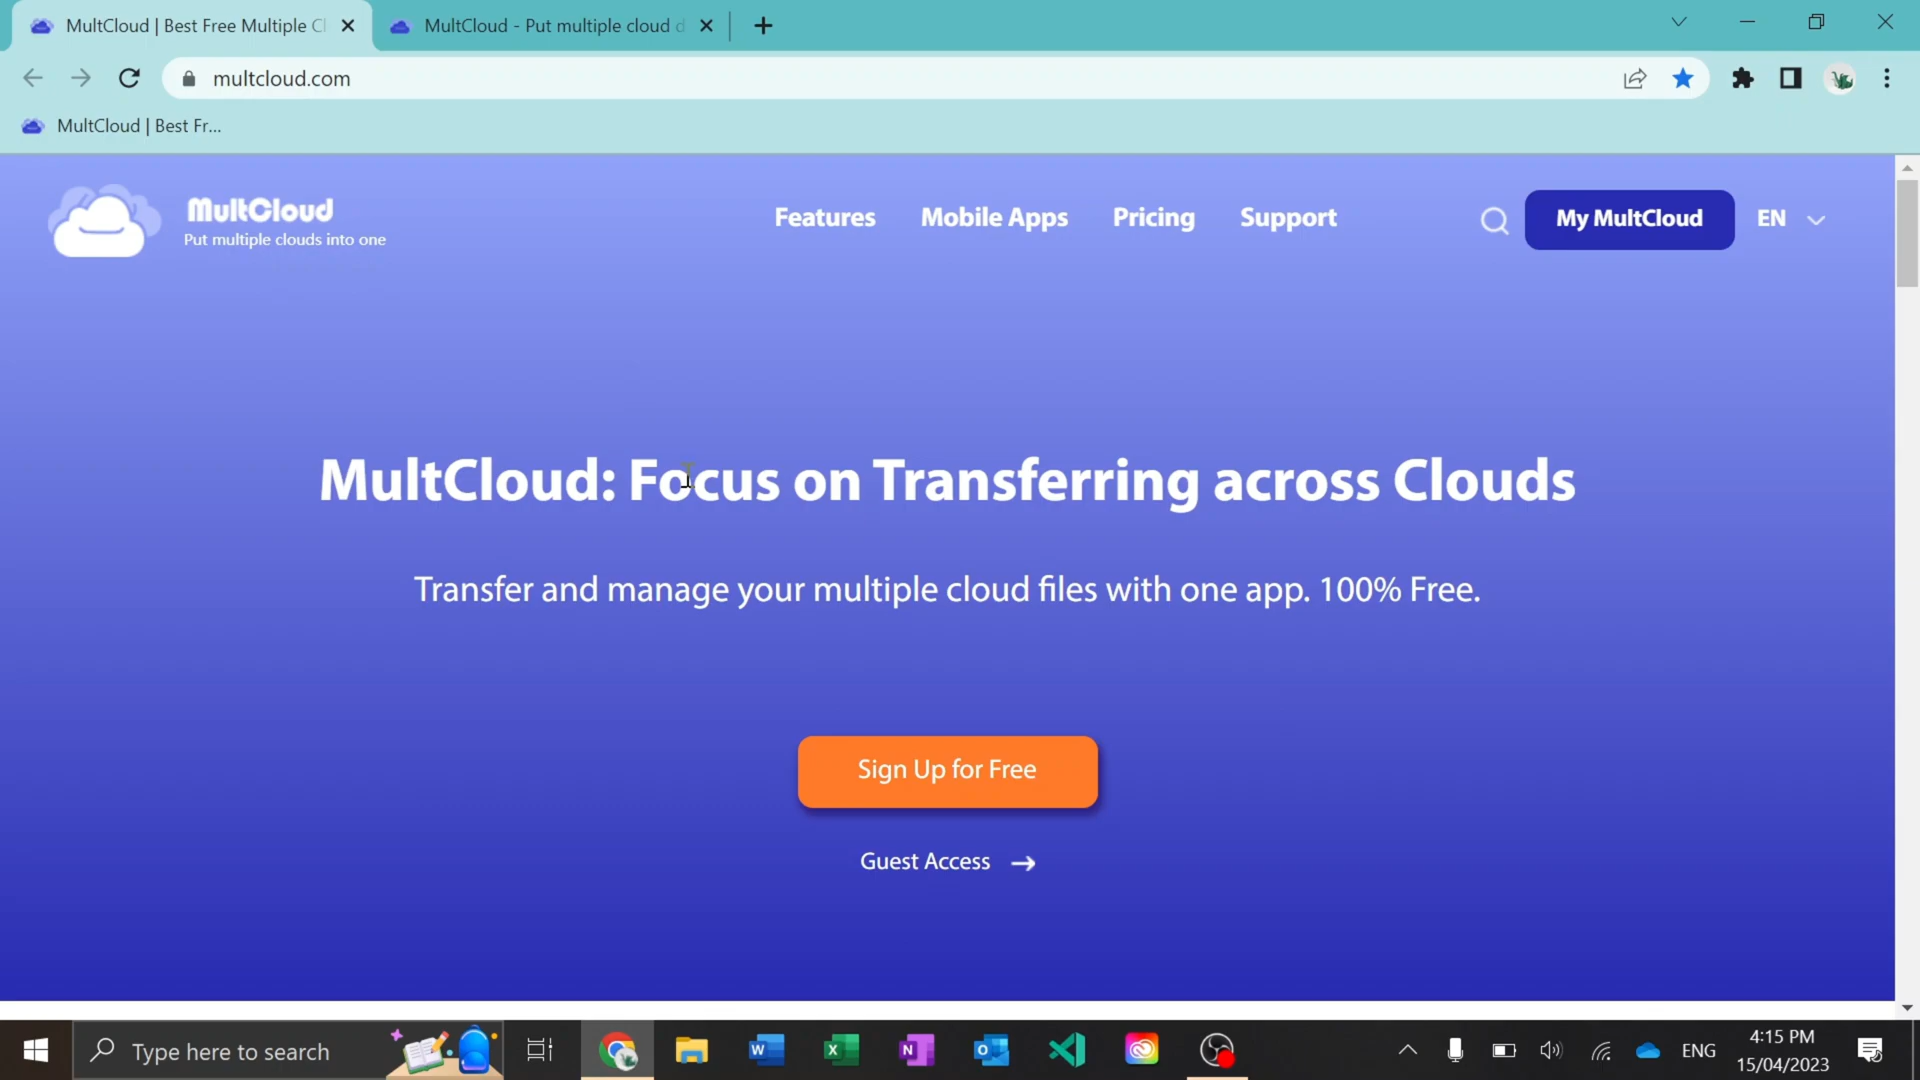 MultCloud | Best Free Multiple Cl
MultCloud - Put multiple cloud d
multcloud.com
MultCloud | Best Fr...
MultCloud
Put multiple clouds into one
Features
Mobile Apps
Pricing
Support
My MultCloud
EN
MultCloud: Focus on Transferring across Clouds
Transfer and manage your multiple cloud files with one app. 100% Free.
Sign Up for Free
Guest Access →
Type here to search
ENG
4:15 PM
15/04/2023